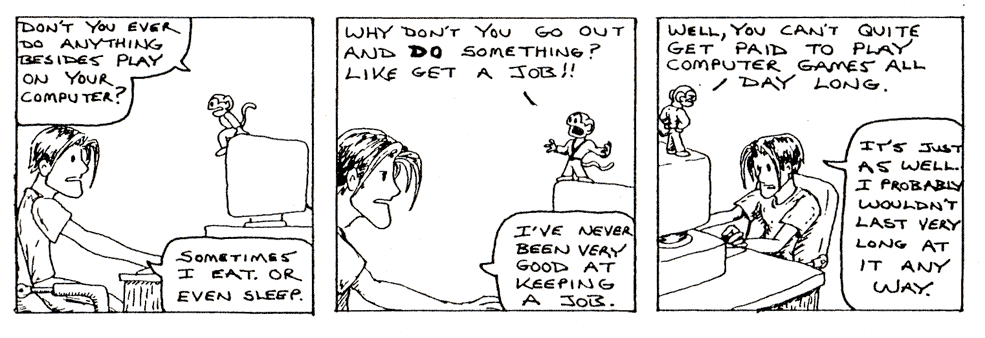 DON'T YOU EVER
DO ANYTHING
BESIDES PLAY
ON YOUR
COMPUTER?
SOMETIMES
I EAT. OR
EVEN SLEEP.
WHY DON'T YOU GO OUT
AND DO SOMETHING?
LIKE GET A JOB!!
I'VE NEVER
BEEN VERY
GOOD AT
KEEPING
A JOB.
WELL, YOU CAN'T QUITE
GET PAID TO PLAY
COMPUTER GAMES ALL
DAY LONG.
IT'S JUST
AS WELL.
I PROBABLY
WOULDN'T
LAST VERY
LONG AT
IT ANY
WAY.